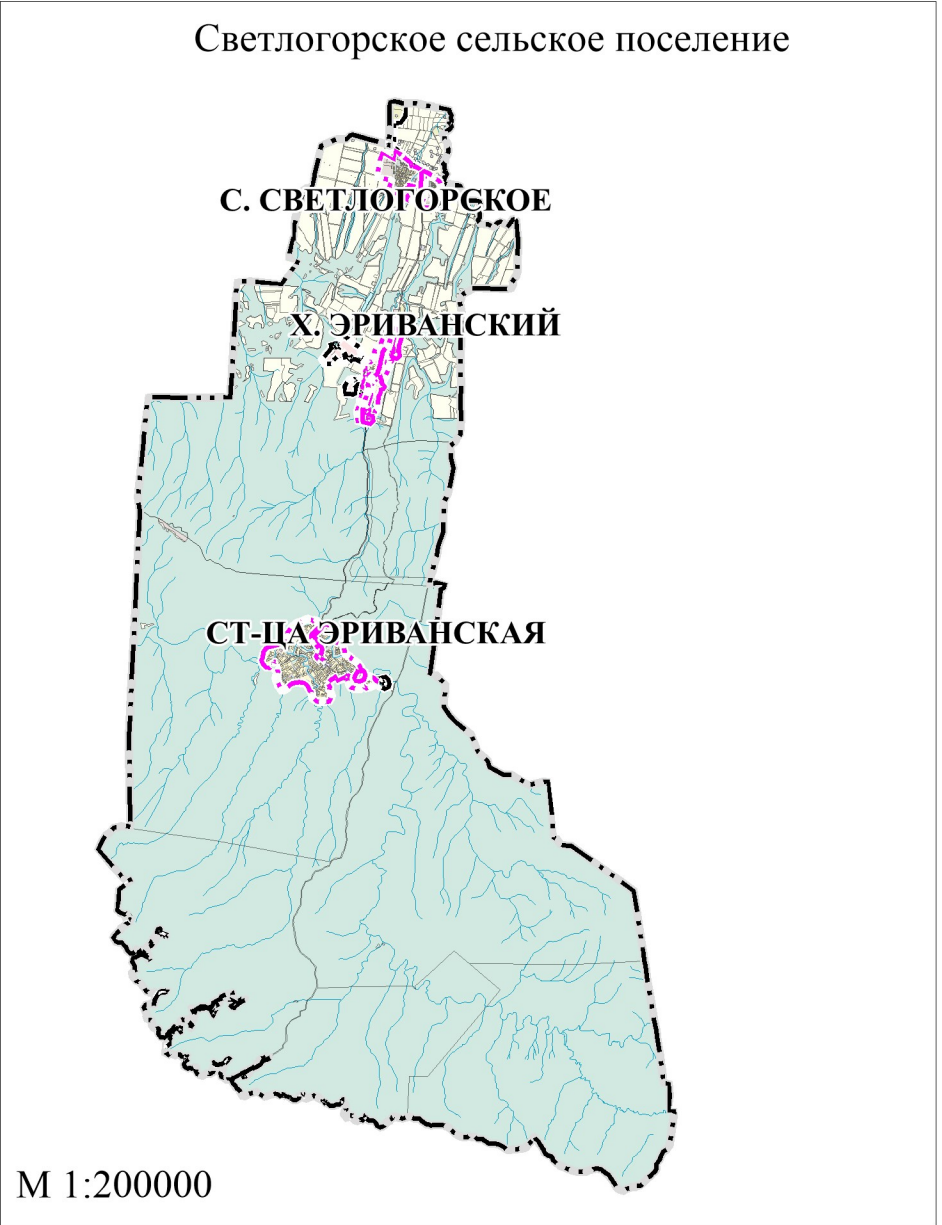 Светлогорское сельское поселение
С. СВЕТЛОГОРСКОЕ
Х. ЭРИВАНСКИЙ
СТ-ЦА ЭРИВАНСКАЯ
М 1:200000